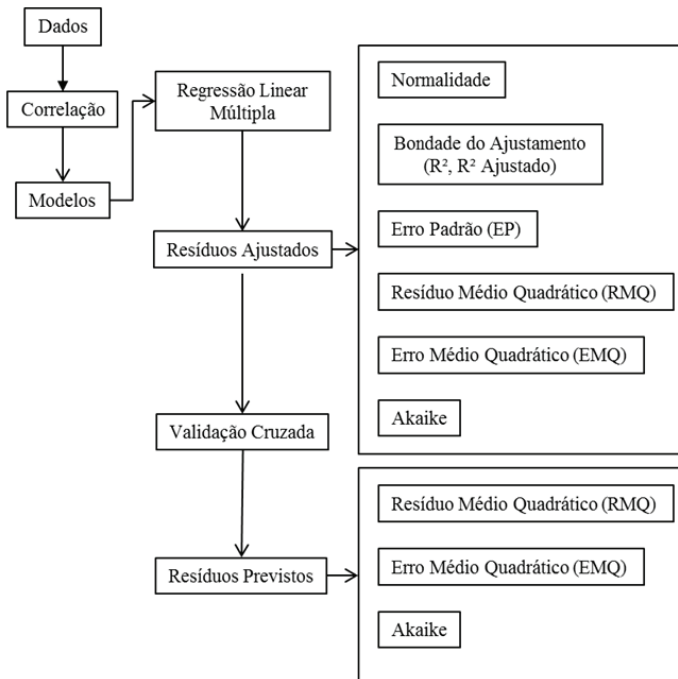 Dados
Correlação
Modelos
Regressão Linear
Múltipla
Resíduos Ajustados
Validação Cruzada
Resíduos Previstos
Normalidade
Bondade do Ajustamento
(R², R² Ajustado)
Erro Padrão (EP)
Resíduo Médio Quadrático (RMQ)
Erro Médio Quadrático (EMQ)
Akaike
Resíduo Médio Quadrático (RMQ)
Erro Médio Quadrático (EMQ)
Akaike